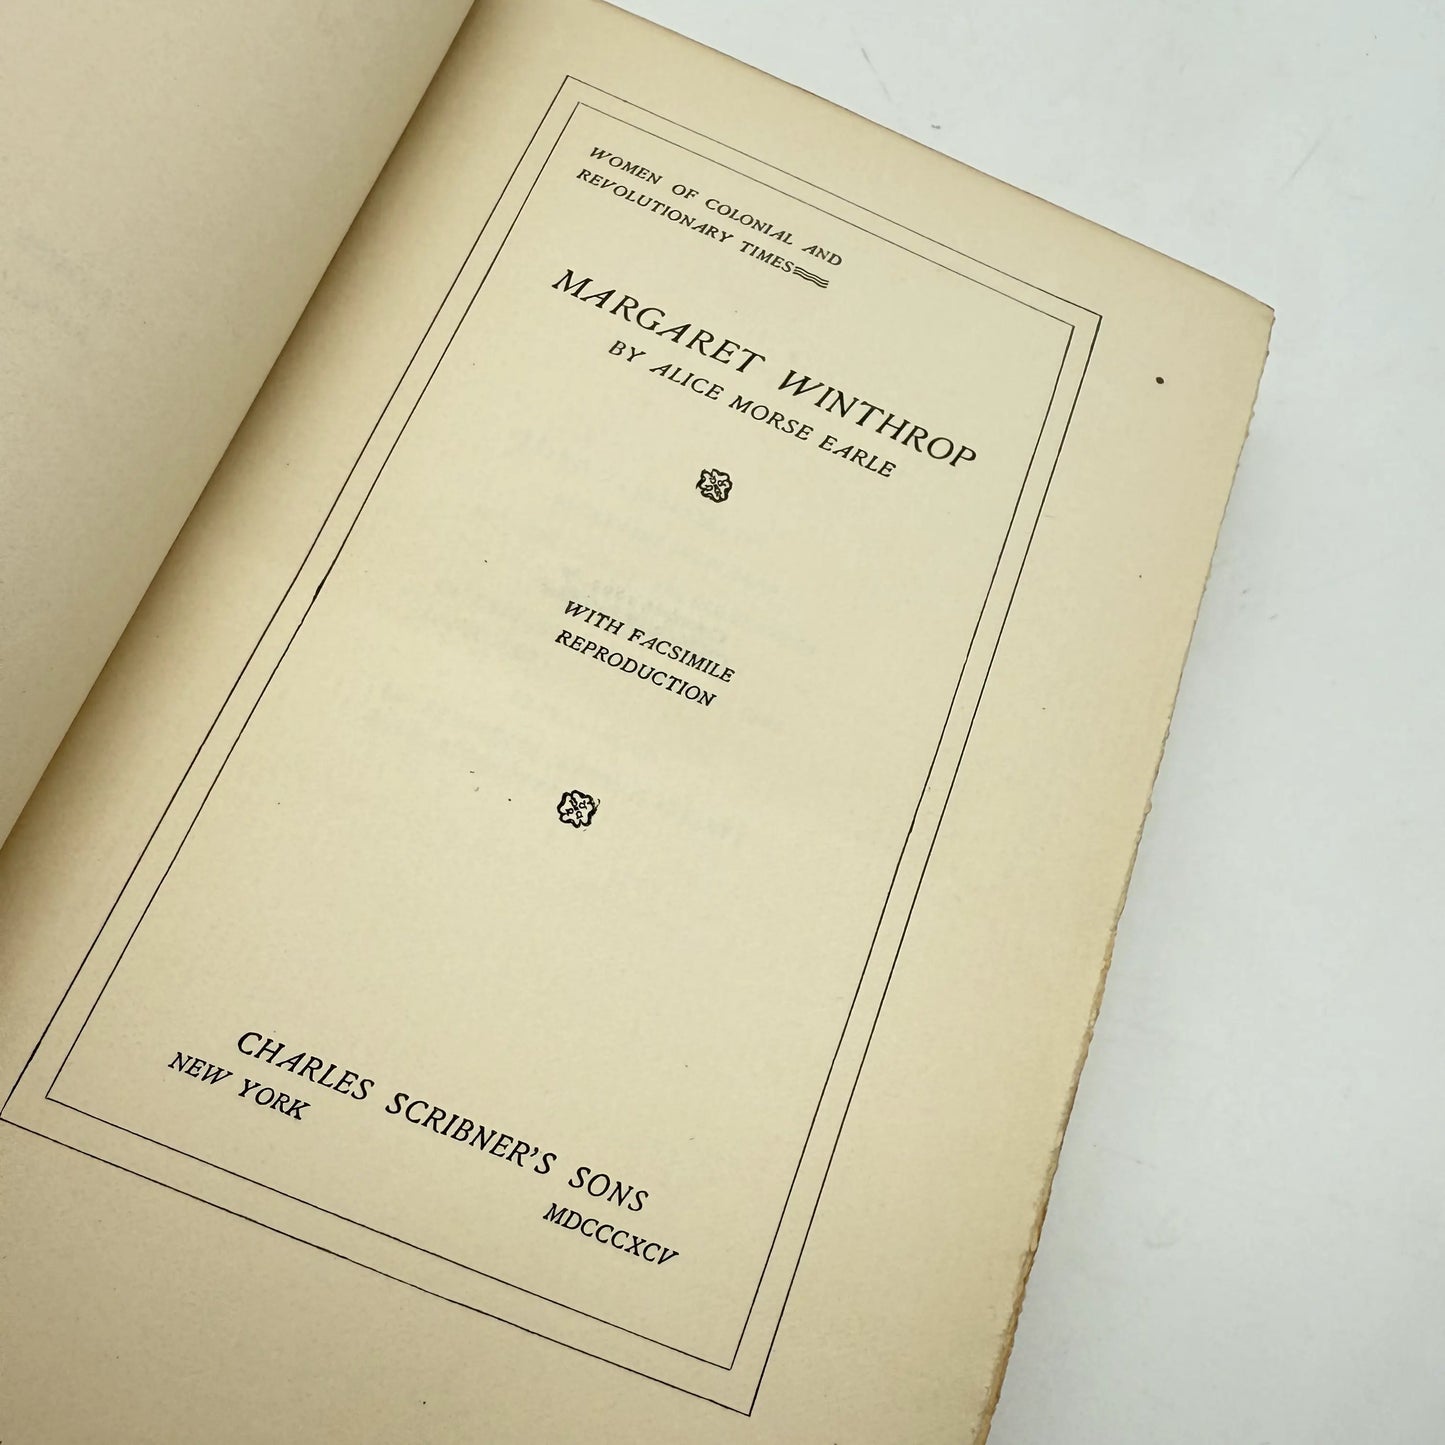 WOMEN OF COLONIAL AND
REVOLUTIONARY TIMES
MARGARET WINTHROP
BY ALICE MORSE EARLE
WITH FACSIMILE
REPRODUCTION
CHARLES SCRIBNER'S SONS
NEW YORK
MDCCCXCV